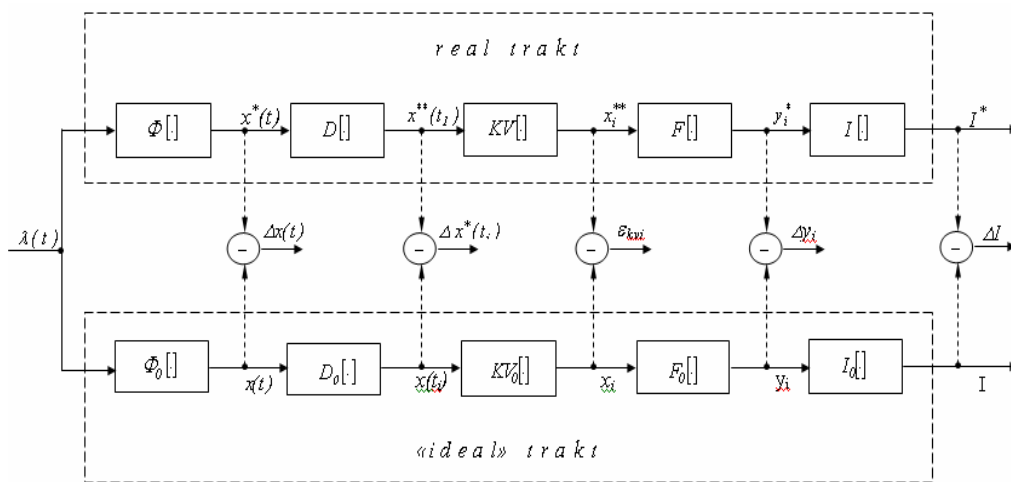 real trakt
Φ[·] x*(t) D[·] x**(t₁) KV[·] xᵢ** F[·] yᵢ* I[·] I*
λ(t) Δx(t) Δx*(tᵢ) εkvi Δyᵢ ΔI
Φ₀[·] x(t) D₀[·] x(tᵢ) KV₀[·] xᵢ F₀[·] yᵢ I₀[·] I
«ideal» trakt